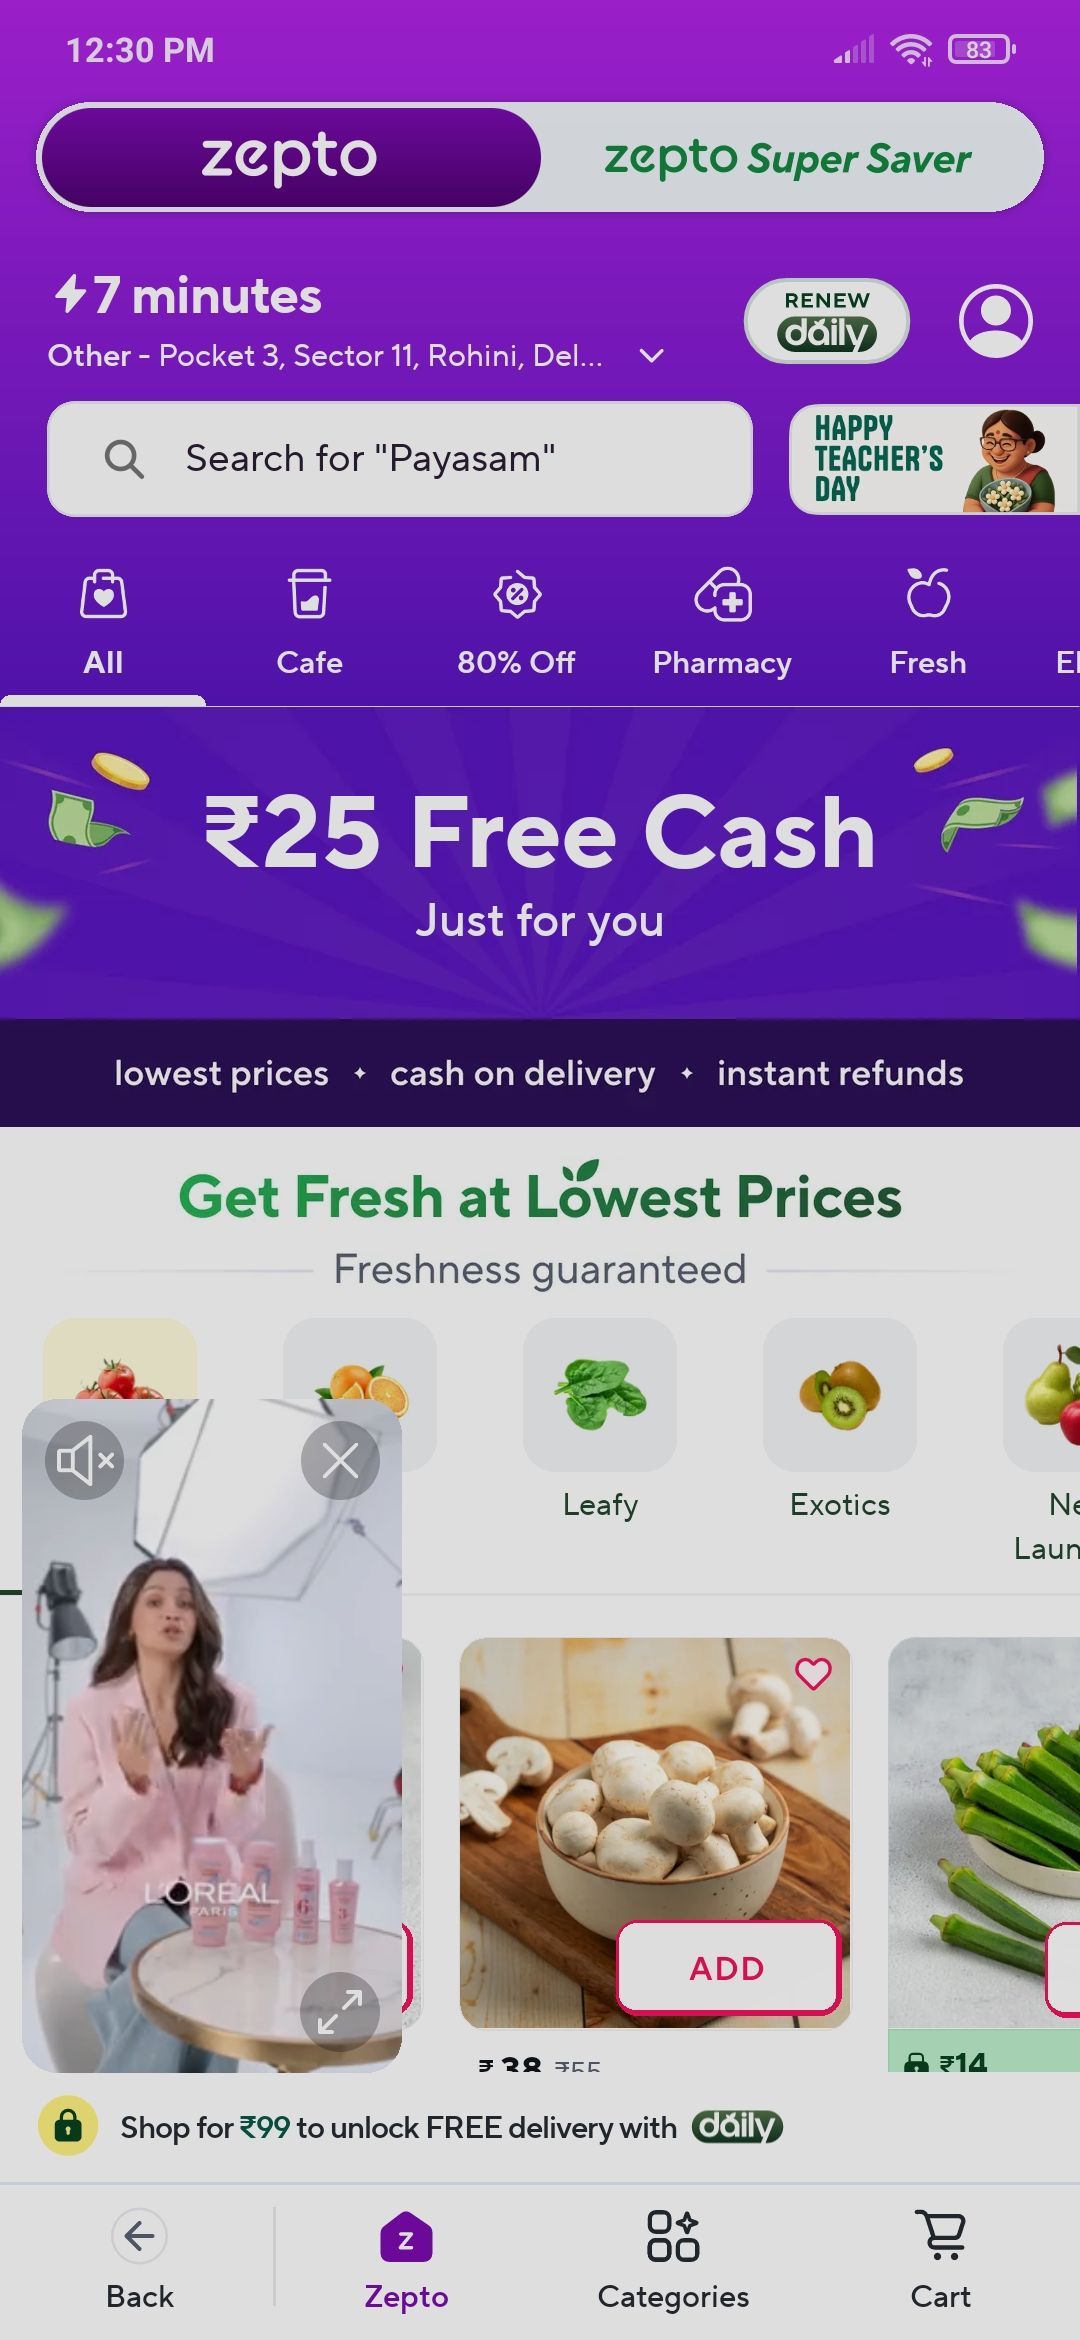 12:30 PM
83
zepto
zepto Super Saver
7 minutes
Other - Pocket 3, Sector 11, Rohini, Del...
RENEW
daily
Search for "Payasam"
HAPPY
TEACHER'S
DAY
All
Cafe
80% Off
Pharmacy
Fresh
El
₹25 Free Cash
Just for you
lowest prices ✦ cash on delivery ✦ instant refunds
Get Fresh at Lowest Prices
Freshness guaranteed
Leafy
Exotics
Ne
Laun
L'ORÉAL
PARIS
ADD
₹38 ₹55
₹14
Shop for ₹99 to unlock FREE delivery with daily
Back
Zepto
Categories
Cart